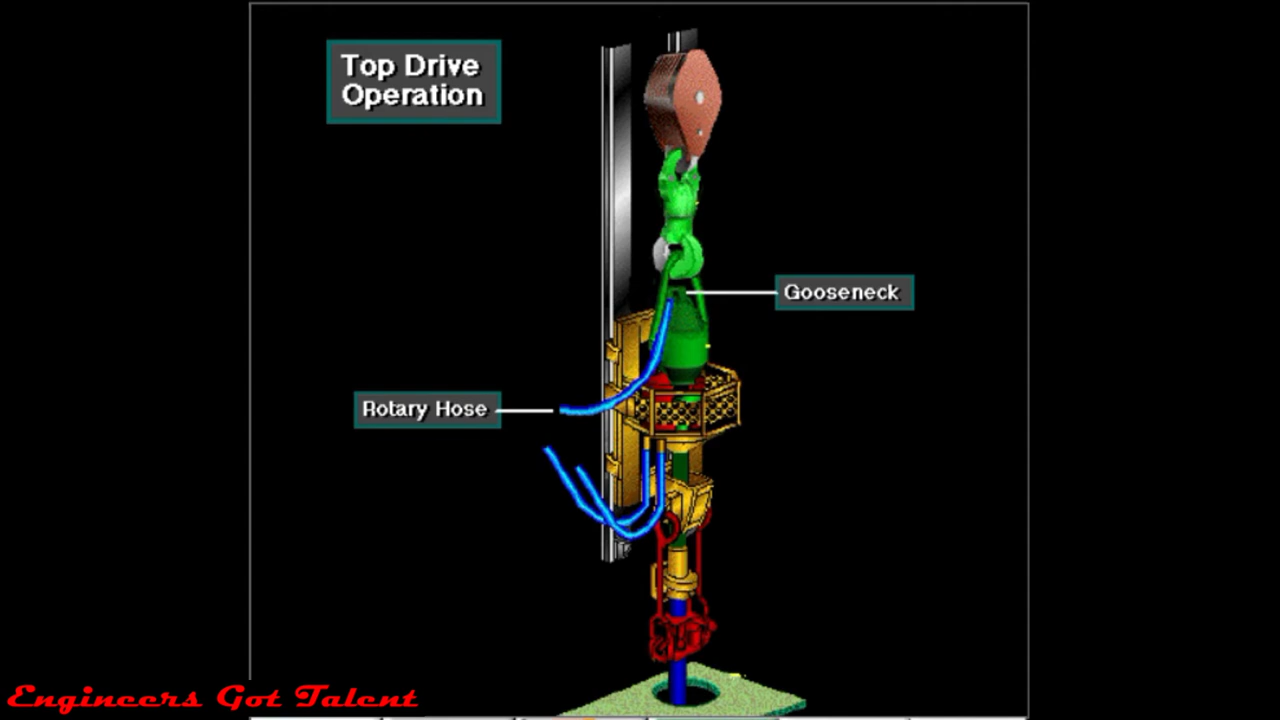 Top Drive
Operation
Gooseneck
Rotary Hose
Engineers Got Talent